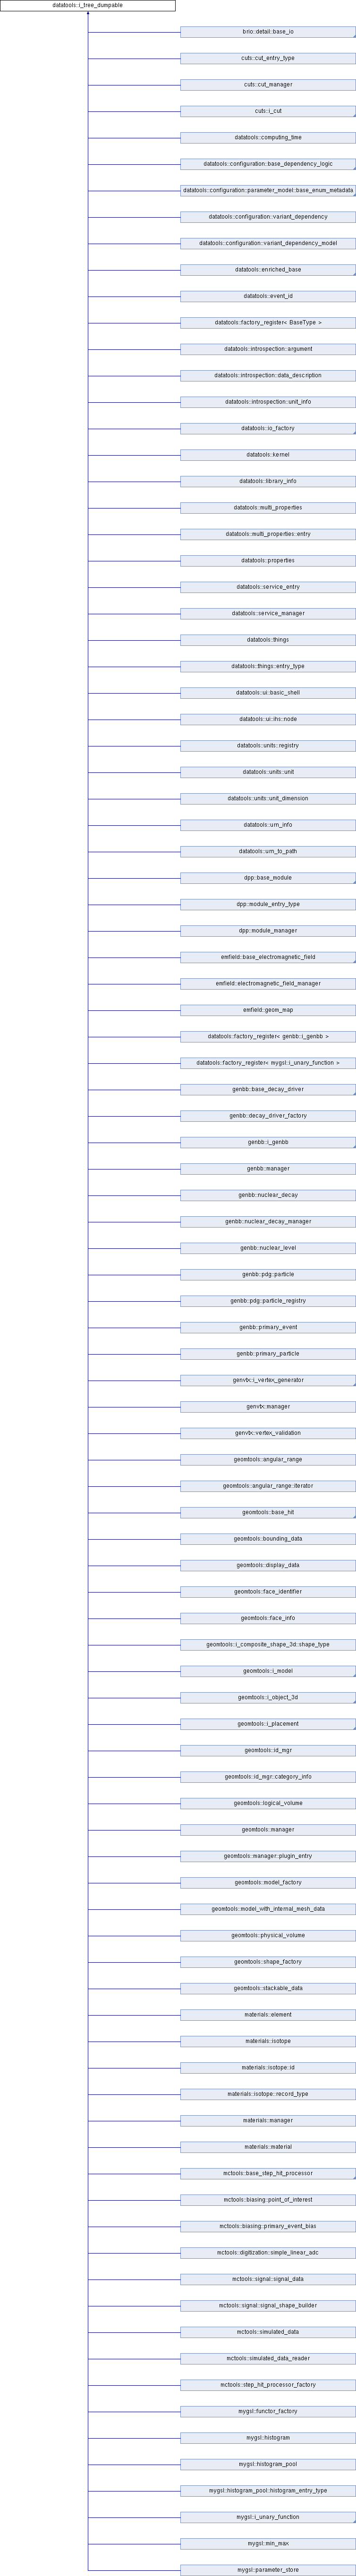 datatools::i_tree_dumpable
brio::detail::base_io
cuts::cut_entry_type
cuts::cut_manager
cuts::i_cut
datatools::computing_time
datatools::configuration::base_dependency_logic
datatools::configuration::parameter_model::base_enum_metadata
datatools::configuration::variant_dependency
datatools::configuration::variant_dependency_model
datatools::enriched_base
datatools::event_id
datatools::factory_register< BaseType >
datatools::introspection::argument
datatools::introspection::data_description
datatools::introspection::unit_info
datatools::io_factory
datatools::kernel
datatools::library_info
datatools::multi_properties
datatools::multi_properties::entry
datatools::properties
datatools::service_entry
datatools::service_manager
datatools::things
datatools::things::entry_type
datatools::ui::basic_shell
datatools::ui::ihs::node
datatools::units::registry
datatools::units::unit
datatools::units::unit_dimension
datatools::urn_info
datatools::urn_to_path
dpp::base_module
dpp::module_entry_type
dpp::module_manager
emfield::base_electromagnetic_field
emfield::electromagnetic_field_manager
emfield::geom_map
datatools::factory_register< genbb::i_genbb >
datatools::factory_register< mygsl::i_unary_function >
genbb::base_decay_driver
genbb::decay_driver_factory
genbb::i_genbb
genbb::manager
genbb::nuclear_decay
genbb::nuclear_decay_manager
genbb::nuclear_level
genbb::pdg::particle
genbb::pdg::particle_registry
genbb::primary_event
genbb::primary_particle
genvtx::i_vertex_generator
genvtx::manager
genvtx::vertex_validation
geomtools::angular_range
geomtools::angular_range::iterator
geomtools::base_hit
geomtools::bounding_data
geomtools::display_data
geomtools::face_identifier
geomtools::face_info
geomtools::i_composite_shape_3d::shape_type
geomtools::i_model
geomtools::i_object_3d
geomtools::i_placement
geomtools::id_mgr
geomtools::id_mgr::category_info
geomtools::logical_volume
geomtools::manager
geomtools::manager::plugin_entry
geomtools::model_factory
geomtools::model_with_internal_mesh_data
geomtools::physical_volume
geomtools::shape_factory
geomtools::stackable_data
materials::element
materials::isotope
materials::isotope::id
materials::isotope::record_type
materials::manager
materials::material
mctools::base_step_hit_processor
mctools::biasing::point_of_interest
mctools::biasing::primary_event_bias
mctools::digitization::simple_linear_adc
mctools::signal::signal_data
mctools::signal::signal_shape_builder
mctools::simulated_data
mctools::simulated_data_reader
mctools::step_hit_processor_factory
mygsl::functor_factory
mygsl::histogram
mygsl::histogram_pool
mygsl::histogram_pool::histogram_entry_type
mygsl::i_unary_function
mygsl::min_max
mygsl::parameter_store